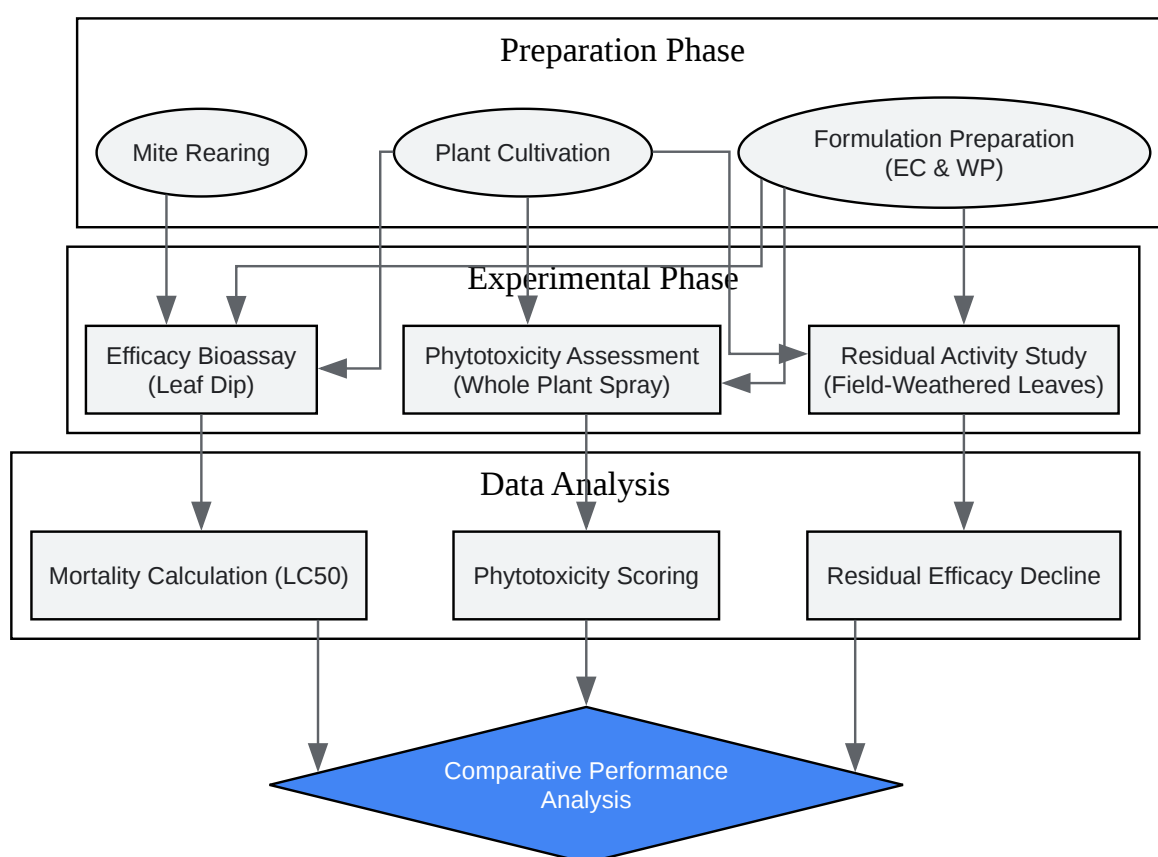 Preparation Phase
Mite Rearing
Plant Cultivation
Formulation Preparation
(EC & WP)
Experimental Phase
Efficacy Bioassay
(Leaf Dip)
Phytotoxicity Assessment
(Whole Plant Spray)
Residual Activity Study
(Field-Weathered Leaves)
Data Analysis
Mortality Calculation (LC50)
Phytotoxicity Scoring
Residual Efficacy Decline
Comparative Performance
Analysis